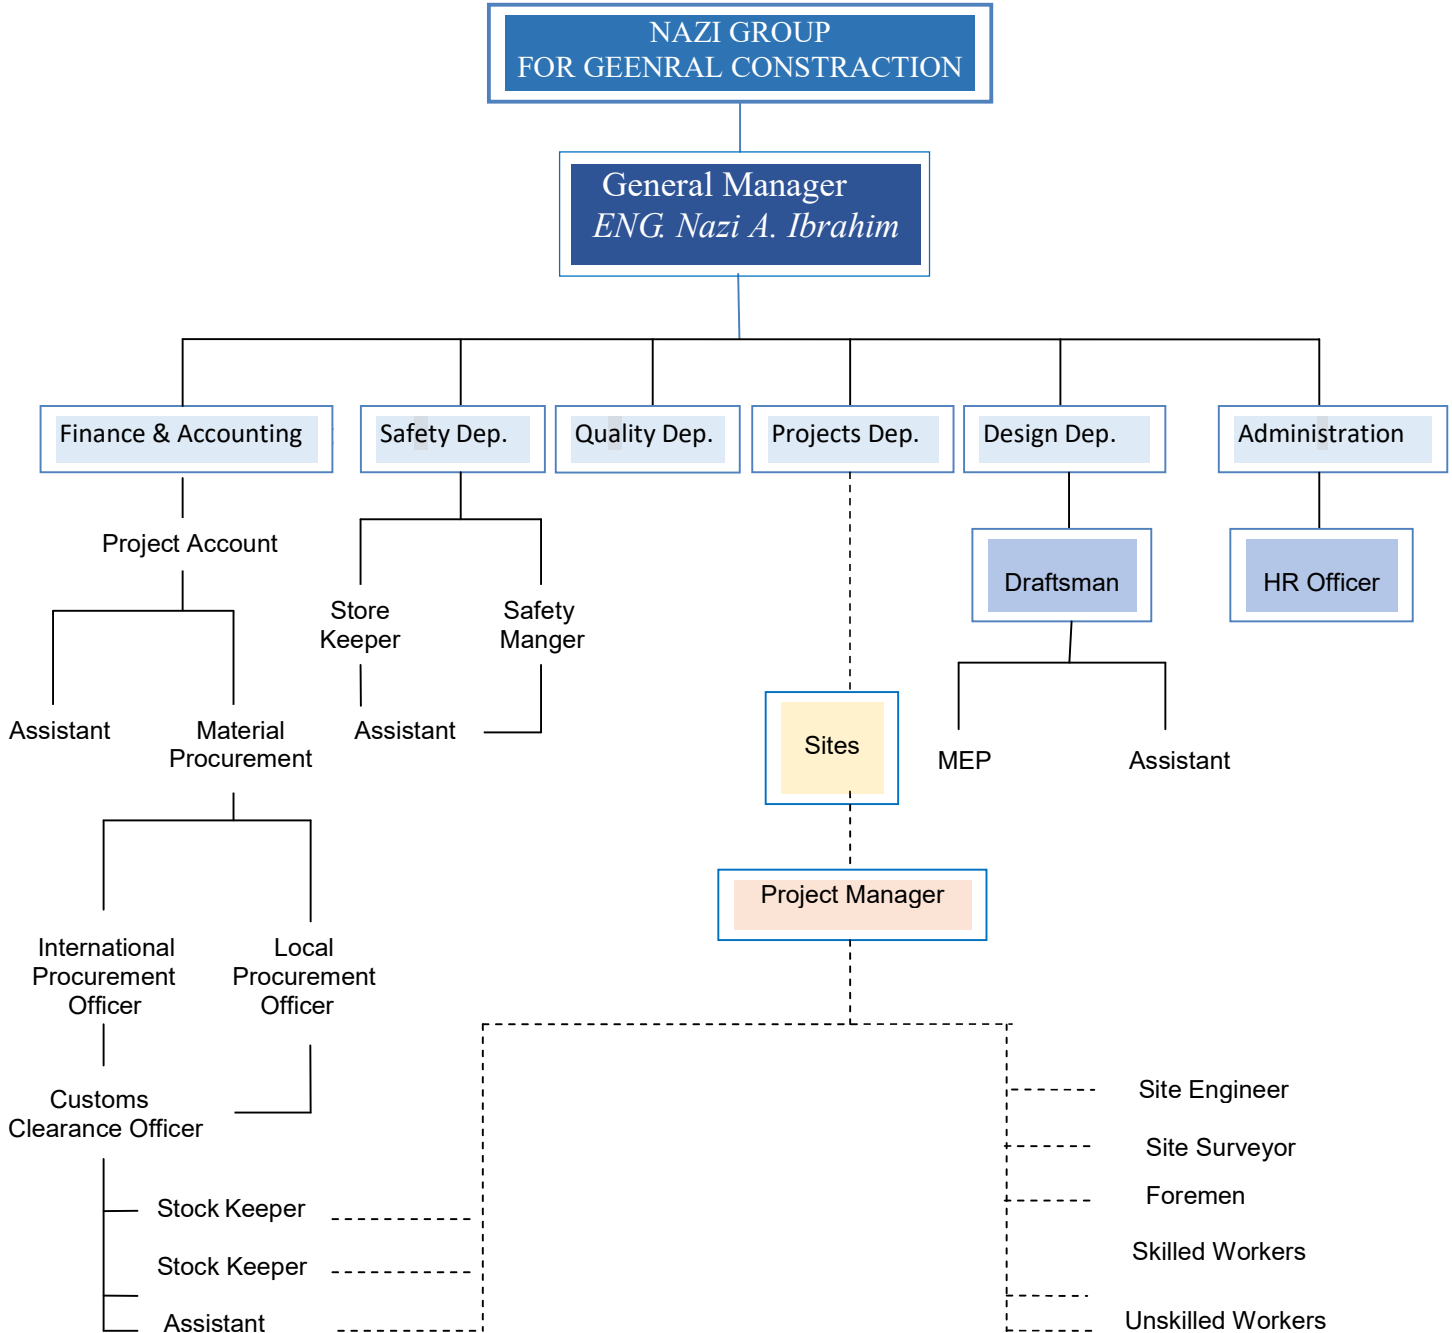 NAZI GROUP
FOR GEENRAL CONSTRACTION
General Manager
ENG. Nazi A. Ibrahim
Finance & Accounting
Safety Dep.
Quality Dep.
Projects Dep.
Design Dep.
Administration
Project Account
Draftsman
HR Officer
Store
Keeper
Safety
Manger
Assistant
Material
Procurement
Assistant
Sites
MEP
Assistant
Project Manager
International
Procurement
Officer
Local
Procurement
Officer
Customs
Clearance Officer
Site Engineer
Site Surveyor
Foremen
Skilled Workers
Unskilled Workers
Stock Keeper
Stock Keeper
Assistant